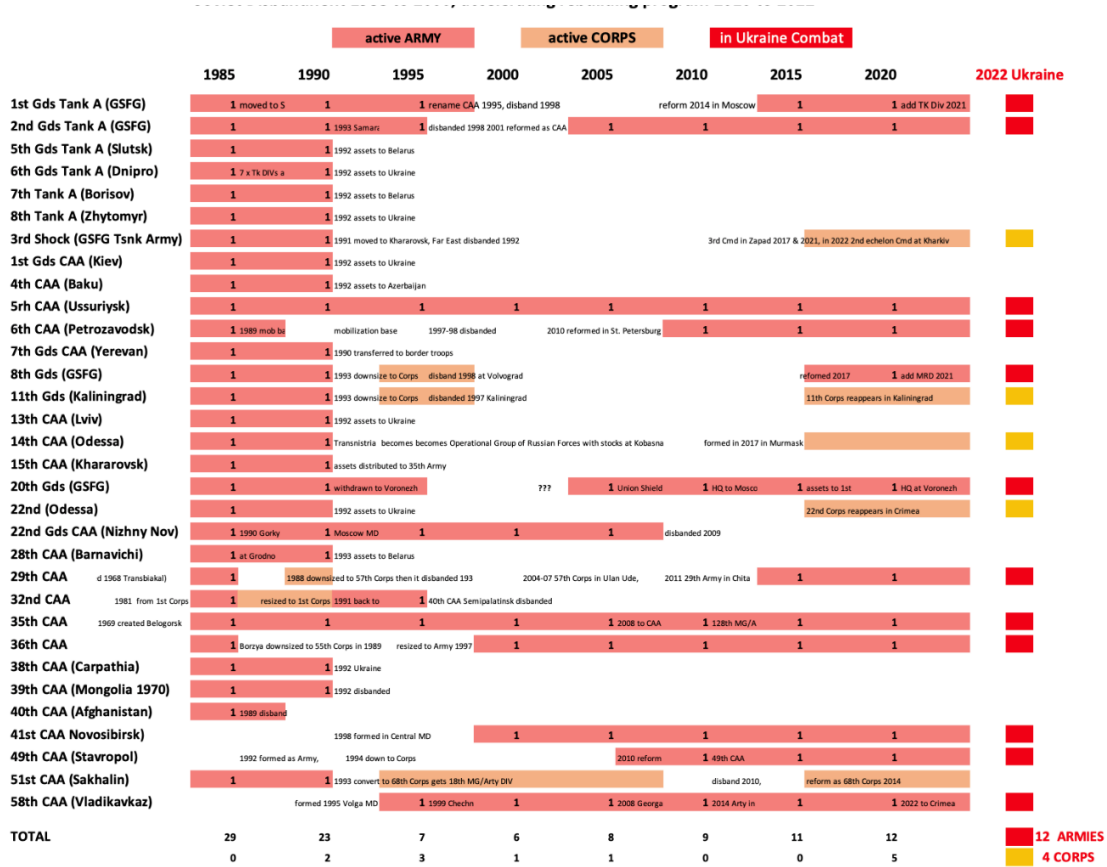 active ARMY active CORPS in Ukraine Combat
1985 1990 1995 2000 2005 2010 2015 2020 2022 Ukraine
1st Gds Tank A (GSFG) 1 moved to S 1 1 rename CAA 1995, disband 1998 reform 2014 in Moscow 1 1 add TK Div 2021
2nd Gds Tank A (GSFG) 1 1 1993 Samara 1 disbanded 1998 2001 reformed as CAA 1 1 1 1
5th Gds Tank A (Slutsk) 1 1 1992 assets to Belarus
6th Gds Tank A (Dnipro) 1 7 x Tk DIVs a 1 1992 assets to Ukraine
7th Tank A (Borisov) 1 1 1992 assets to Belarus
8th Tank A (Zhytomyr) 1 1 1992 assets to Ukraine
3rd Shock (GSFG Tsnk Army) 1 1 1991 moved to Khararovsk, Far East disbanded 1992 3rd Cmd in Zapad 2017 & 2021, in 2022 2nd echelon Cmd at Kharkiv
1st Gds CAA (Kiev) 1 1 1992 assets to Ukraine
4th CAA (Baku) 1 1 1992 assets to Azerbaijan
5rh CAA (Ussuriysk) 1 1 1 1 1 1 1 1
6th CAA (Petrozavodsk) 1 1989 mob ba mobilization base 1997-98 disbanded 2010 reformed in St. Petersburg 1 1 1
7th Gds CAA (Yerevan) 1 1 1990 transferred to border troops
8th Gds (GSFG) 1 1 1993 downsize to Corps disband 1998 at Volvograd reforned 2017 1 add MRD 2021
11th Gds (Kaliningrad) 1 1 1993 downsize to Corps disbanded 1997 Kaliningrad 11th Corps reappears in Kaliningrad
13th CAA (Lviv) 1 1 1992 assets to Ukraine
14th CAA (Odessa) 1 1 Transnistria becomes becomes Operational Group of Russian Forces with stocks at Kobasna formed in 2017 in Murmask
15th CAA (Khararovsk) 1 1 assets distributed to 35th Army
20th Gds (GSFG) 1 1 withdrawn to Voronezh ??? 1 Union Shield 1 HQ to Mosco 1 assets to 1st 1 HQ at Voronezh
22nd (Odessa) 1 1992 assets to Ukraine 22nd Corps reappears in Crimea
22nd Gds CAA (Nizhny Nov) 1 1990 Gorky 1 Moscow MD 1 1 1 disbanded 2009
28th CAA (Barnavichi) 1 at Grodno 1 1993 assets to Belarus
29th CAA d 1968 Transbiakal) 1 1988 downsized to 57th Corps then it disbanded 193 2004-07 57th Corps in Ulan Ude, 2011 29th Army in Chita 1 1
32nd CAA 1981 from 1st Corps 1 resized to 1st Corps 1991 back to 1 40th CAA Semipalatinsk disbanded
35th CAA 1969 created Belogorsk 1 1 1 1 1 2008 to CAA 1 128th MG/A 1 1
36th CAA 1 Borzya downsized to 55th Corps in 1989 resized to Army 1997 1 1 1 1 1
38th CAA (Carpathia) 1 1 1992 Ukraine
39th CAA (Mongolia 1970) 1 1 1992 disbanded
40th CAA (Afghanistan) 1 1989 disband
41st CAA Novosibirsk) 1998 formed in Central MD 1 1 1 1 1
49th CAA (Stavropol) 1992 formed as Army, 1994 down to Corps 2010 reform 1 49th CAA 1 1
51st CAA (Sakhalin) 1 1 1993 convert to 68th Corps gets 18th MG/Arty DIV disband 2010, reform as 68th Corps 2014
58th CAA (Vladikavkaz) formed 1995 Volga MD 1 1999 Chechn 1 1 2008 Georga 1 2014 Arty in 1 1 2022 to Crimea
TOTAL 29 23 7 6 8 9 11 12 12 ARMIES
0 2 3 1 1 0 0 5 4 CORPS